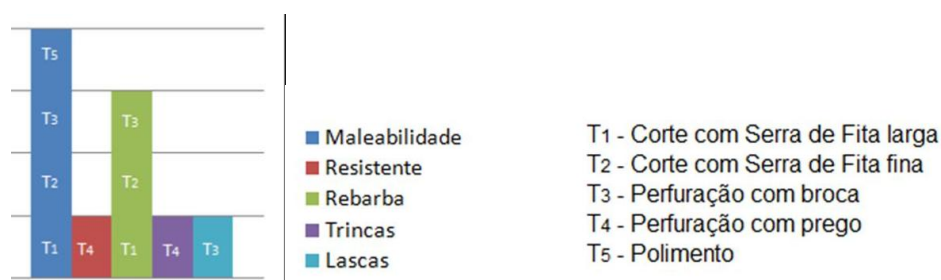 T5
T3 T3
T2 T2
T1 T4 T1 T4 T3
Maleabilidade
Resistente
Rebarba
Trincas
Lascas
T1 - Corte com Serra de Fita larga
T2 - Corte com Serra de Fita fina
T3 - Perfuração com broca
T4 - Perfuração com prego
T5 - Polimento